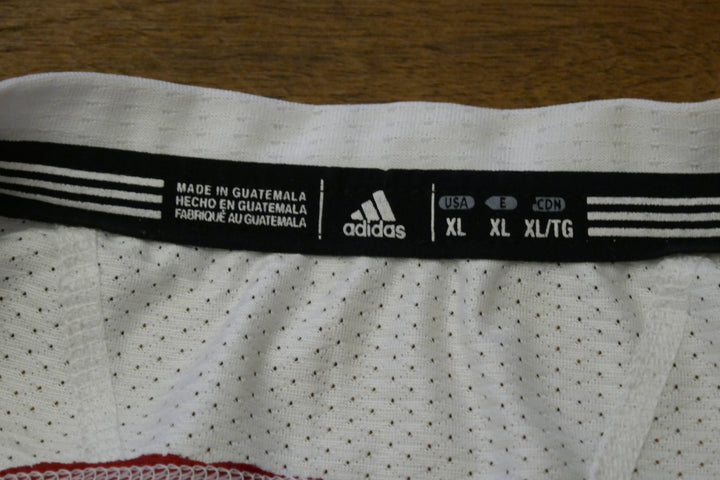 MADE IN GUATEMALA
HECHO EN GUATEMALA
FABRIQUÉ AU GUATEMALA
adidas
USA E CDN
XL XL XL/TG